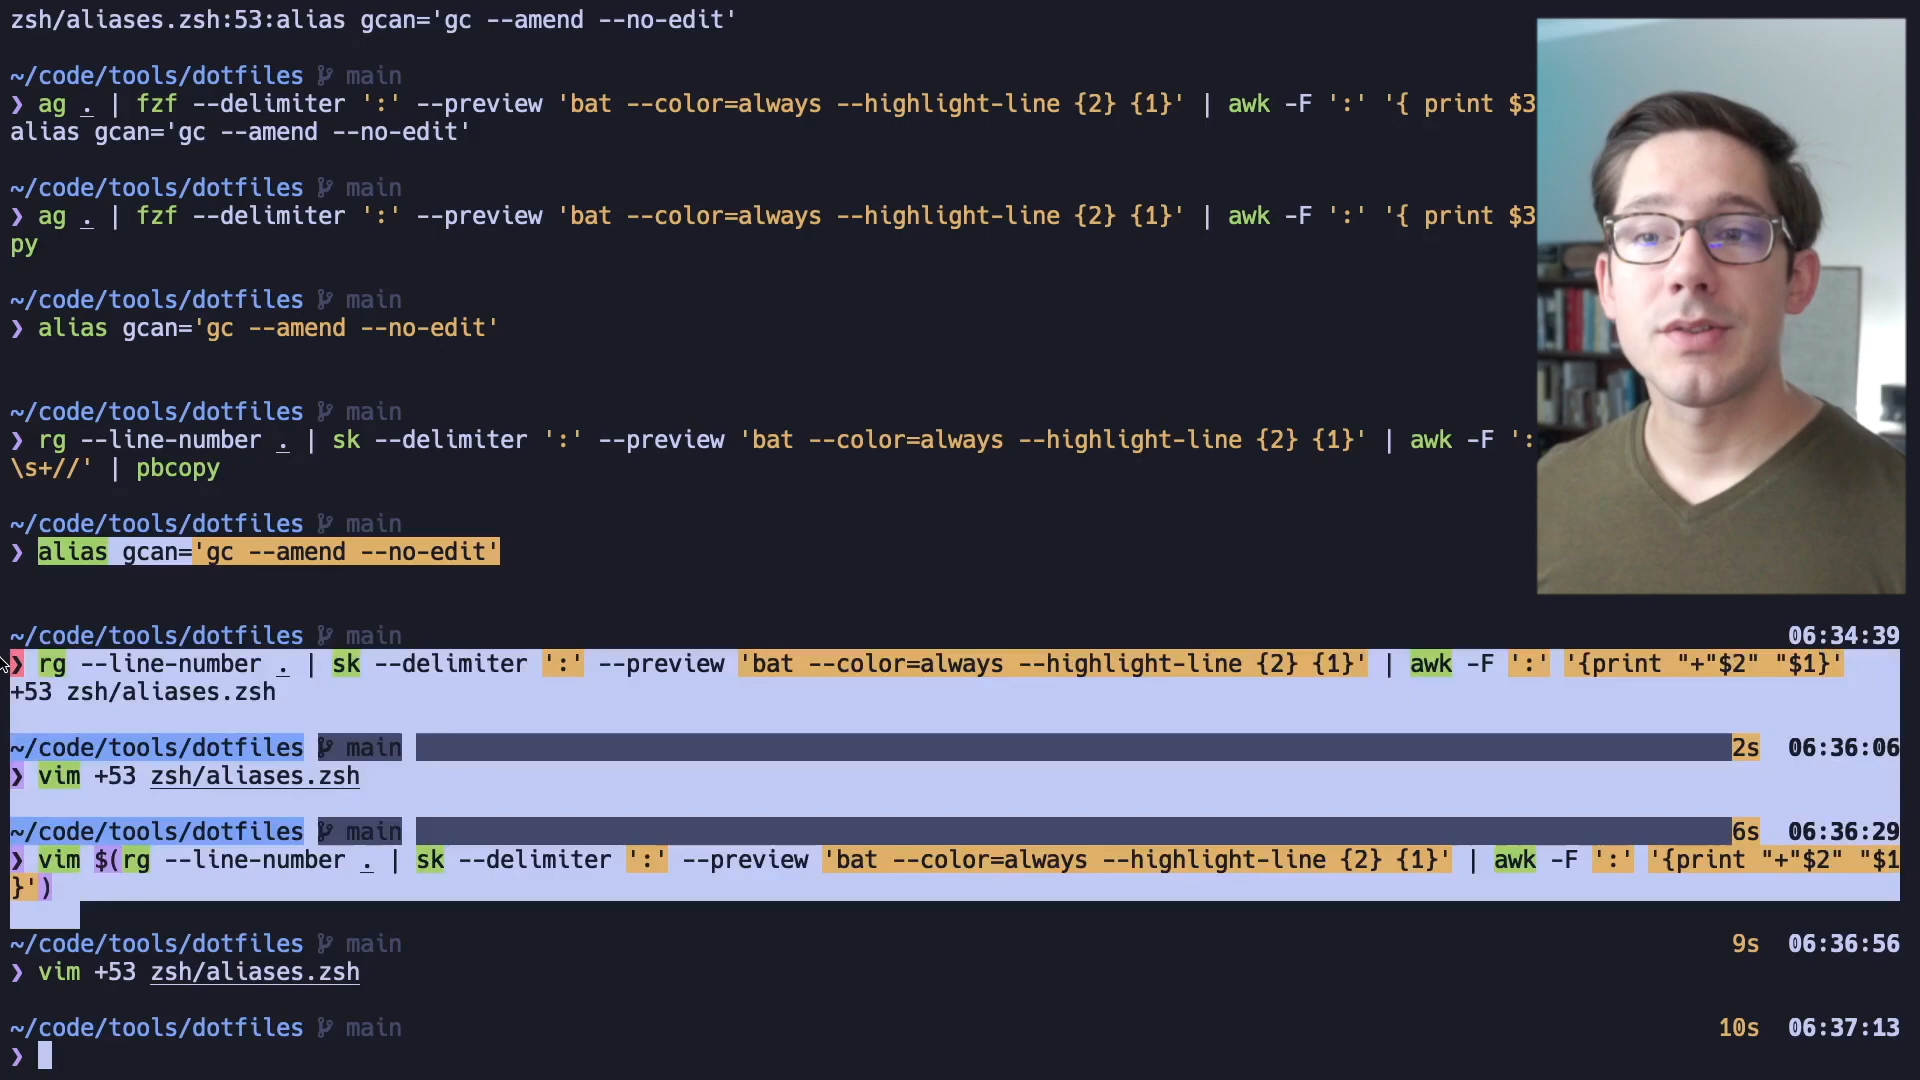 zsh/aliases.zsh:53:alias gcan='gc --amend --no-edit'
~/code/tools/dotfiles main
❯ ag . | fzf --delimiter ':' --preview 'bat --color=always --highlight-line {2} {1}' | awk -F ':' '{ print $3
alias gcan='gc --amend --no-edit'
~/code/tools/dotfiles main
❯ ag . | fzf --delimiter ':' --preview 'bat --color=always --highlight-line {2} {1}' | awk -F ':' '{ print $3
py
~/code/tools/dotfiles main
❯ alias gcan='gc --amend --no-edit'
~/code/tools/dotfiles main
❯ rg --line-number . | sk --delimiter ':' --preview 'bat --color=always --highlight-line {2} {1}' | awk -F ':
\s+//' | pbcopy
~/code/tools/dotfiles main
❯ alias gcan='gc --amend --no-edit'
~/code/tools/dotfiles main 06:34:39
❯ rg --line-number . | sk --delimiter ':' --preview 'bat --color=always --highlight-line {2} {1}' | awk -F ':' '{print "+"$2" "$1}'
+53 zsh/aliases.zsh
~/code/tools/dotfiles main 2s 06:36:06
❯ vim +53 zsh/aliases.zsh
~/code/tools/dotfiles main 6s 06:36:29
❯ vim $(rg --line-number . | sk --delimiter ':' --preview 'bat --color=always --highlight-line {2} {1}' | awk -F ':' '{print "+"$2" "$1
}')
~/code/tools/dotfiles main 9s 06:36:56
❯ vim +53 zsh/aliases.zsh
~/code/tools/dotfiles main 10s 06:37:13
❯